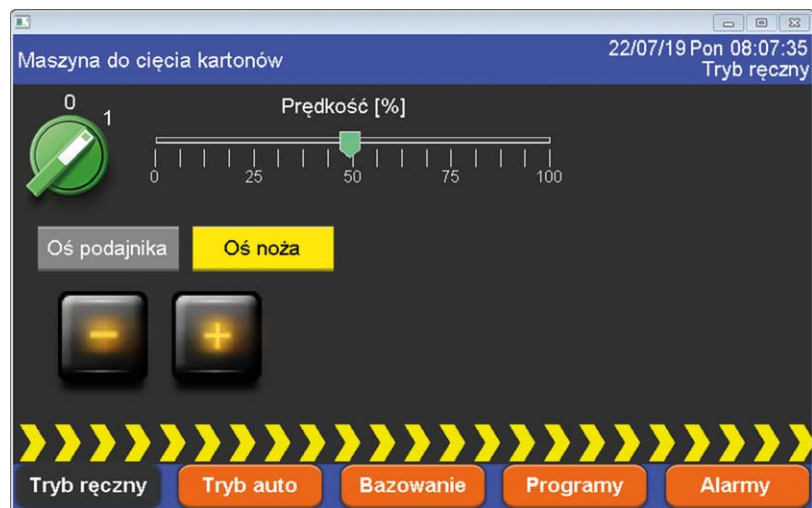 Maszyna do cięcia kartonów
22/07/19 Pon 08:07:35
Tryb ręczny
0
1
Prędkość [%]
0 25 50 75 100
Oś podajnika Oś noża
- +
Tryb ręczny Tryb auto Bazowanie Programy Alarmy